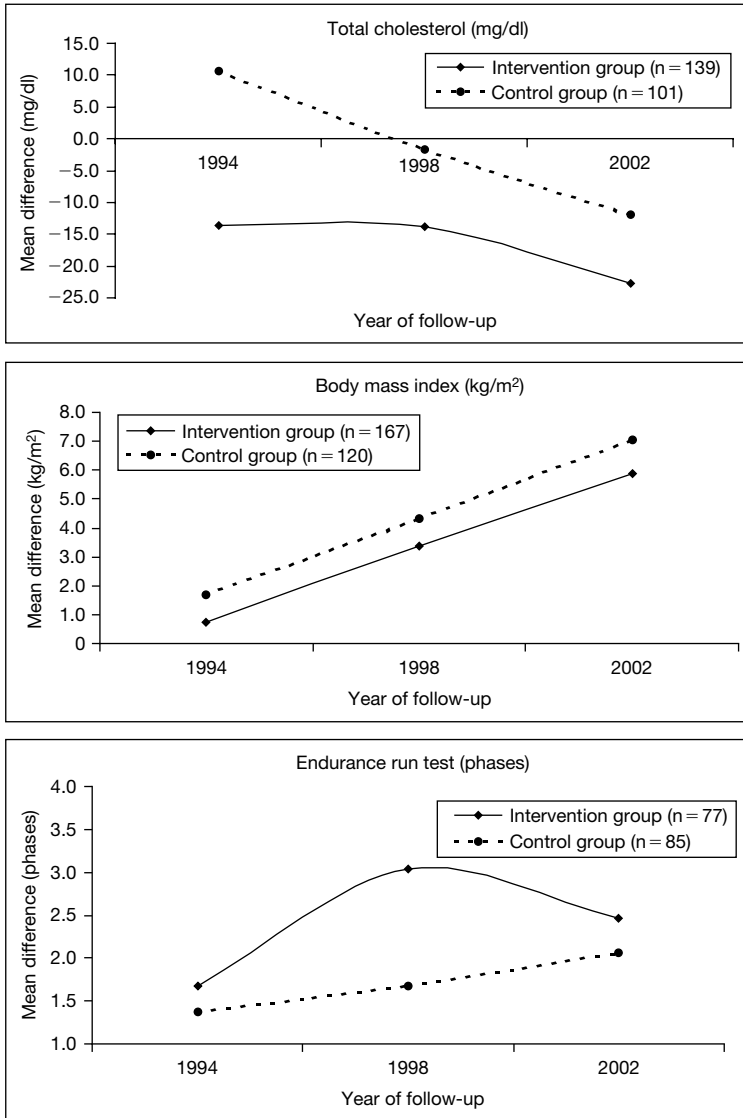 Total cholesterol (mg/dl)
15.0
10.0
5.0
0.0
−5.0
−10.0
−15.0
−20.0
−25.0
Mean difference (mg/dl)
Intervention group (n = 139)
Control group (n = 101)
1994
1998
2002
Year of follow-up
Body mass index (kg/m²)
8.0
7.0
6.0
5.0
4.0
3.0
2.0
1.0
0
Mean difference (kg/m²)
Intervention group (n = 167)
Control group (n = 120)
1994
1998
2002
Year of follow-up
Endurance run test (phases)
4.0
3.5
3.0
2.5
2.0
1.5
1.0
Mean difference (phases)
Intervention group (n = 77)
Control group (n = 85)
1994
1998
2002
Year of follow-up